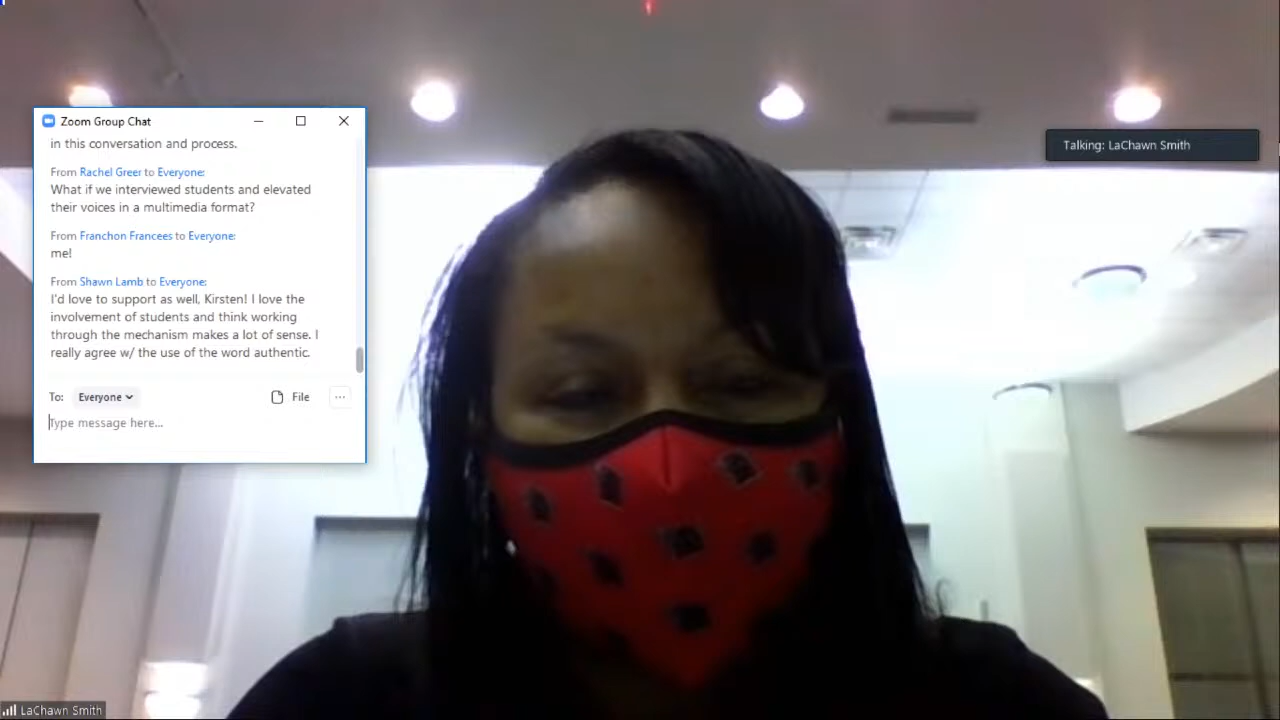 Zoom Group Chat
in this conversation and process.
From Rachel Greer to Everyone:
What if we interviewed students and elevated
their voices in a multimedia format?
From Franchon Francees to Everyone:
me!
From Shawn Lamb to Everyone:
I'd love to support as well, Kirsten! I love the
involvement of students and think working
through the mechanism makes a lot of sense. I
really agree w/ the use of the word authentic.
To: Everyone File
Type message here...
Talking: LaChawn Smith
LaChawn Smith